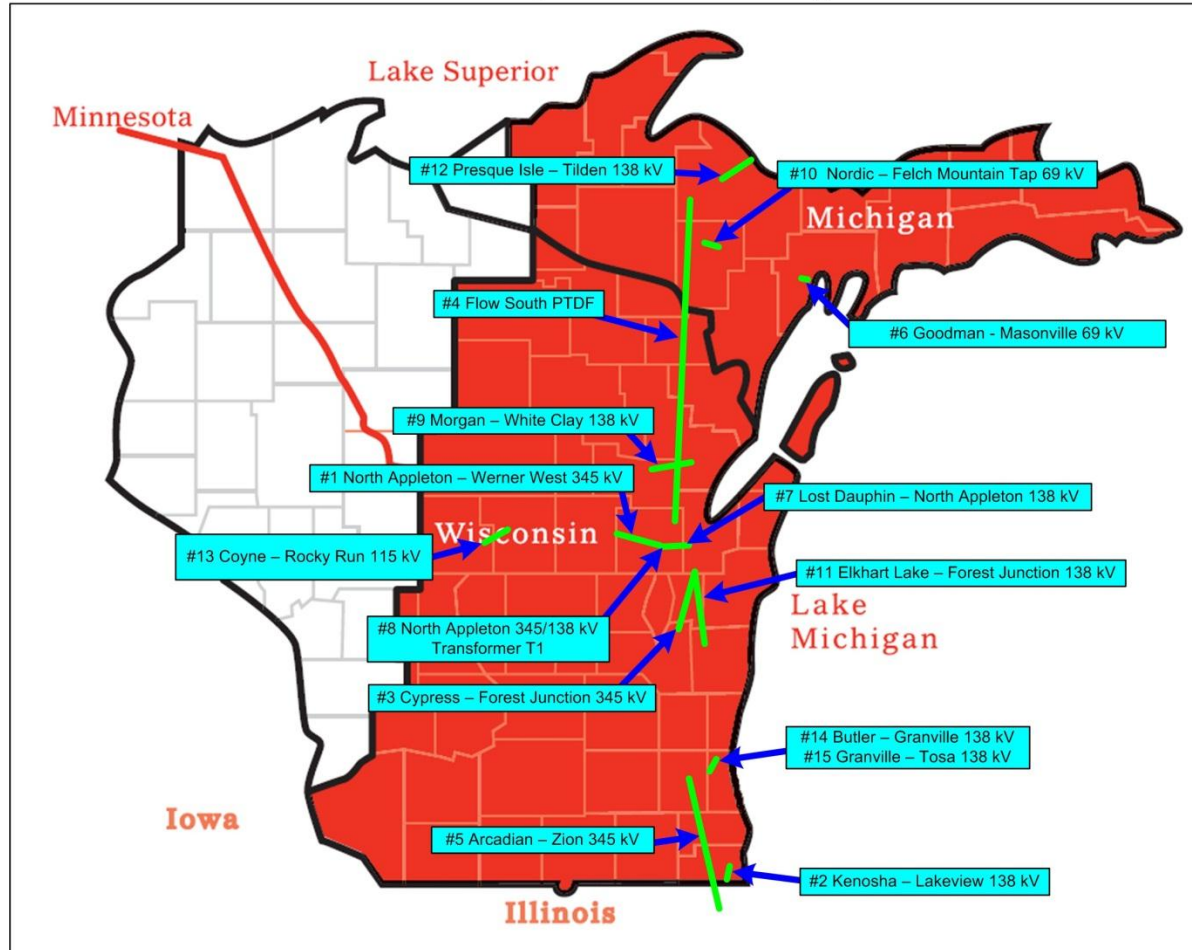 Lake Superior
Minnesota
#12 Presque Isle – Tilden 138 kV
#10 Nordic – Felch Mountain Tap 69 kV
Michigan
#4 Flow South PTDF
#6 Goodman - Masonville 69 kV
#9 Morgan – White Clay 138 kV
#1 North Appleton – Werner West 345 kV
#7 Lost Dauphin – North Appleton 138 kV
Wisconsin
#13 Coyne – Rocky Run 115 kV
#11 Elkhart Lake – Forest Junction 138 kV
Lake
Michigan
#8 North Appleton 345/138 kV
Transformer T1
#3 Cypress – Forest Junction 345 kV
#14 Butler – Granville 138 kV
#15 Granville – Tosa 138 kV
Iowa
#5 Arcadian – Zion 345 kV
#2 Kenosha – Lakeview 138 kV
Illinois